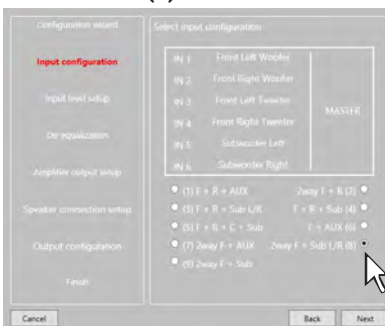 Configuration wizard
Select input configuration
Input configuration
Input level setup
De-equalization
Amplifier output setup
Speaker connection setup
Output configuration
Finish
IN 1 Front Left Woofer
IN 2 Front Right Woofer
IN 3 Front Left Tweeter
IN 4 Front Right Tweeter
IN 5 Subwoofer Left
IN 6 Subwoofer Right
MASTER
(1) F + R + AUX 2way F + R (2)
(3) F + R + Sub L/R F + R + Sub (4)
(5) F + R + C + Sub F + AUX (6)
(7) 2way F + AUX 2way F + Sub L/R (8)
(9) 2way F + Sub
Cancel Back Next